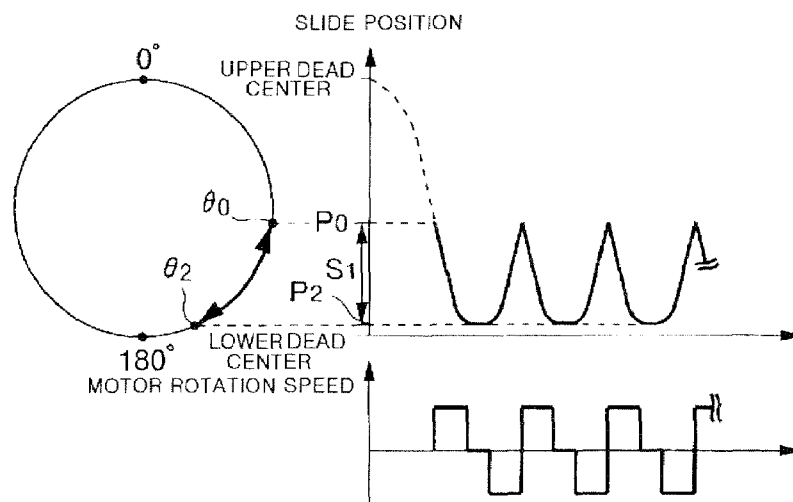 SLIDE POSITION
0°
UPPER DEAD
CENTER
θ0
P0
S1
θ2
P2
180°
LOWER DEAD
CENTER
MOTOR ROTATION SPEED